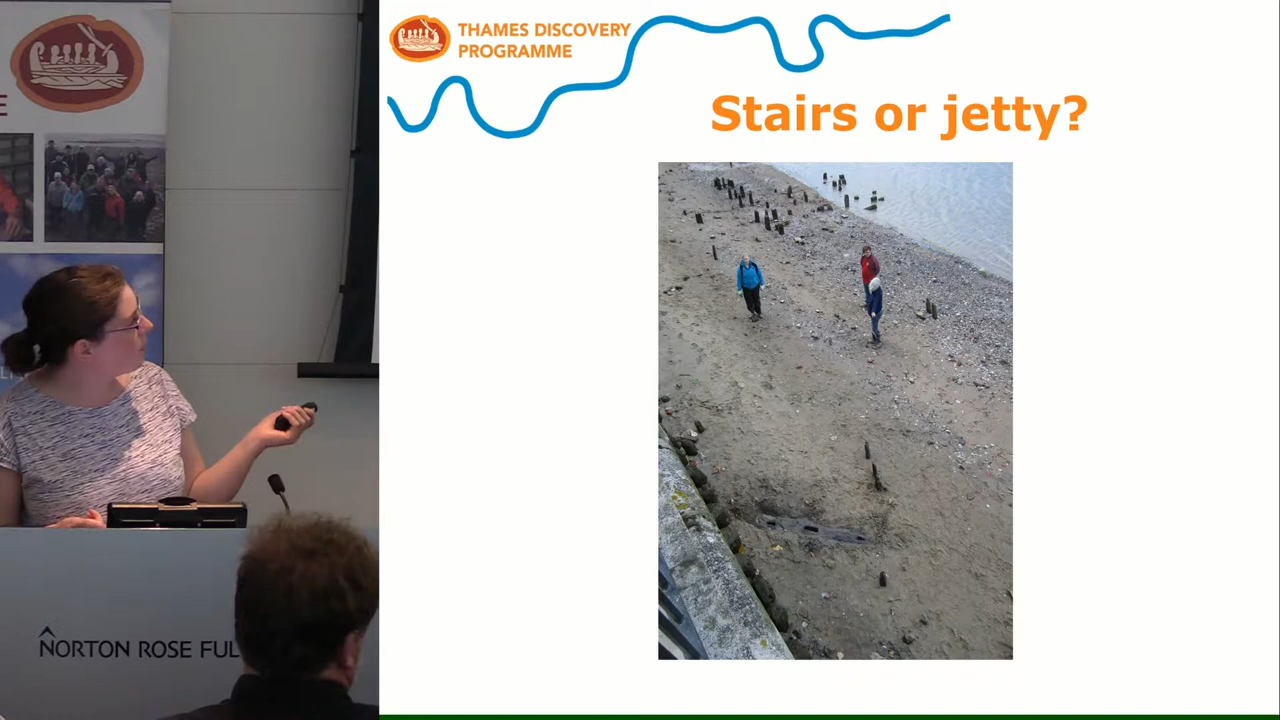 THAMES DISCOVERY
PROGRAMME
Stairs or jetty?
NORTON ROSE FUL